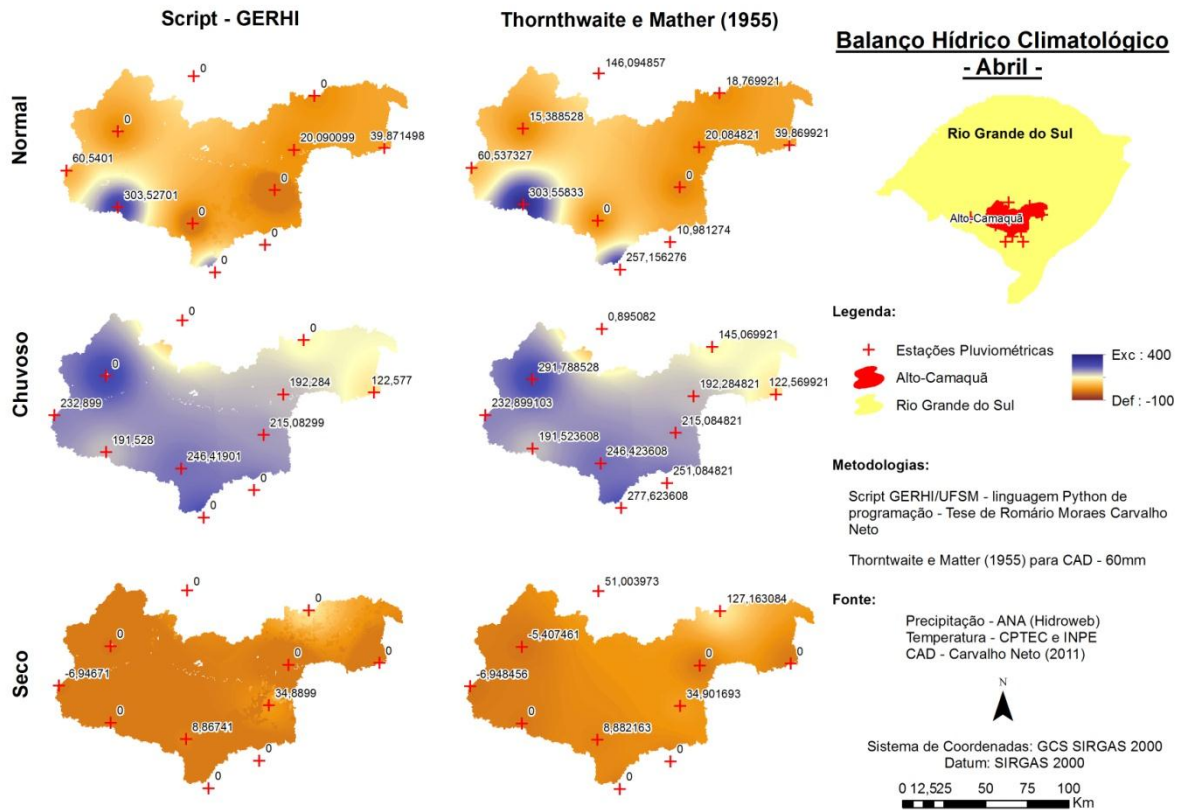 Script - GERHI
Thornthwaite e Mather (1955)
Balanço Hídrico Climatológico
- Abril -
Normal
0
0
0
20,090099
39,871498
60,5401
303,52701
0
0
0
146,094857
18,769921
15,388528
20,084821
39,869921
60,537327
0
303,55833
0
10,981274
257,156276
Rio Grande do Sul
Alto-Camaquã
Chuvoso
0
0
0
192,284
122,577
232,899
215,08299
191,528
246,41901
0
0
0,895082
145,069921
291,788528
192,284821
122,569921
232,899103
215,084821
191,523608
246,423608
251,084821
277,623608
Legenda:
Estações Pluviométricas
Alto-Camaquã
Rio Grande do Sul
Exc : 400
Def : -100
Metodologias:
Script GERHI/UFSM - linguagem Python de
programação - Tese de Romário Moraes Carvalho
Neto
Thorntwaite e Matter (1955) para CAD - 60mm
Seco
0
0
0
0
0
-6,94671
34,8899
0
8,86741
0
0
51,003973
127,163084
-5,407461
0
0
-6,948456
34,901693
0
8,882163
0
0
Fonte:
Precipitação - ANA (Hidroweb)
Temperatura - CPTEC e INPE
CAD - Carvalho Neto (2011)
N
Sistema de Coordenadas: GCS SIRGAS 2000
Datum: SIRGAS 2000
0 12,525 50 75 100
Km